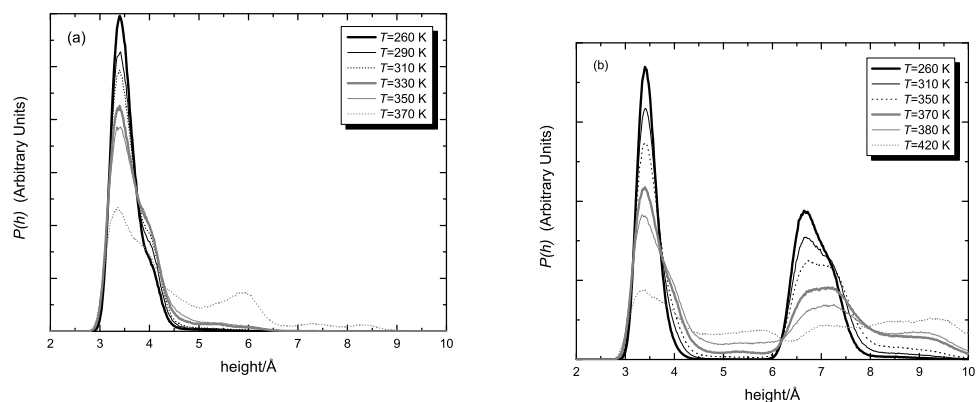 (a)
T=260 K
T=290 K
T=310 K
T=330 K
T=350 K
T=370 K
P(h) (Arbitrary Units)
2 3 4 5 6 7 8 9 10
height/Å
(b)
T=260 K
T=310 K
T=350 K
T=370 K
T=380 K
T=420 K
P(h) (Arbitrary Units)
2 3 4 5 6 7 8 9 10
height/Å